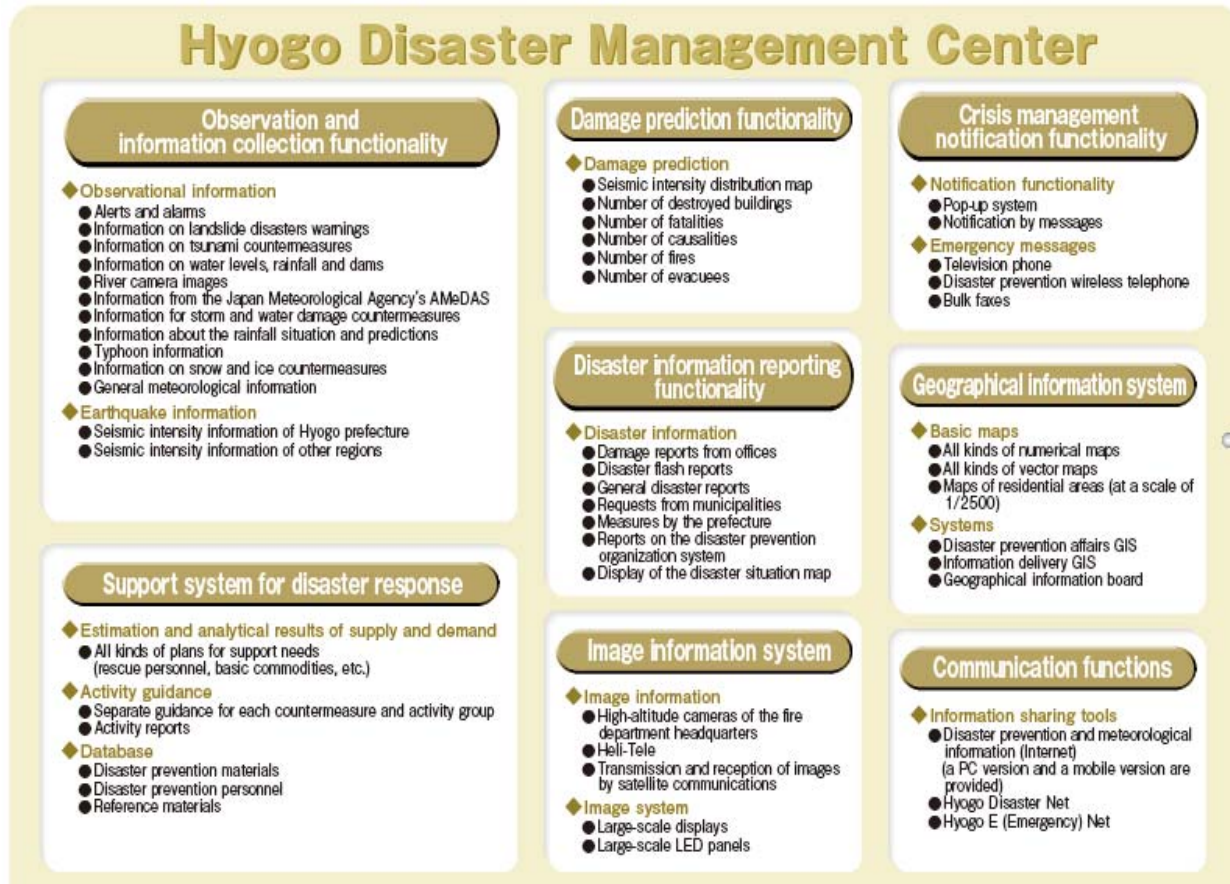 Hyogo Disaster Management Center
Observation and
information collection functionality
◆Observational information
●Alerts and alarms
●Information on landslide disasters warnings
●Information on tsunami countermeasures
●Information on water levels, rainfall and dams
●River camera images
●Information from the Japan Meteorological Agency's AMeDAS
●Information for storm and water damage countermeasures
●Information about the rainfall situation and predictions
●Typhoon information
●Information on snow and ice countermeasures
●General meteorological information
◆Earthquake information
●Seismic intensity information of Hyogo prefecture
●Seismic intensity information of other regions
Support system for disaster response
◆Estimation and analytical results of supply and demand
●All kinds of plans for support needs
(rescue personnel, basic commodities, etc.)
◆Activity guidance
●Separate guidance for each countermeasure and activity group
●Activity reports
◆Database
●Disaster prevention materials
●Disaster prevention personnel
●Reference materials
Damage prediction functionality
◆Damage prediction
●Seismic intensity distribution map
●Number of destroyed buildings
●Number of fatalities
●Number of causalities
●Number of fires
●Number of evacuees
Disaster information reporting
functionality
◆Disaster information
●Damage reports from offices
●Disaster flash reports
●General disaster reports
●Requests from municipalities
●Measures by the prefecture
●Reports on the disaster prevention
organization system
●Display of the disaster situation map
Image information system
◆Image information
●High-altitude cameras of the fire
department headquarters
●Heli-Tele
●Transmission and reception of images
by satellite communications
◆Image system
●Large-scale displays
●Large-scale LED panels
Crisis management
notification functionality
◆Notification functionality
●Pop-up system
●Notification by messages
◆Emergency messages
●Television phone
●Disaster prevention wireless telephone
●Bulk faxes
Geographical information system
◆Basic maps
●All kinds of numerical maps
●All kinds of vector maps
●Maps of residential areas (at a scale of
1/2500)
◆Systems
●Disaster prevention affairs GIS
●Information delivery GIS
●Geographical information board
Communication functions
◆Information sharing tools
●Disaster prevention and meteorological
information (Internet)
(a PC version and a mobile version are
provided)
●Hyogo Disaster Net
●Hyogo E (Emergency) Net